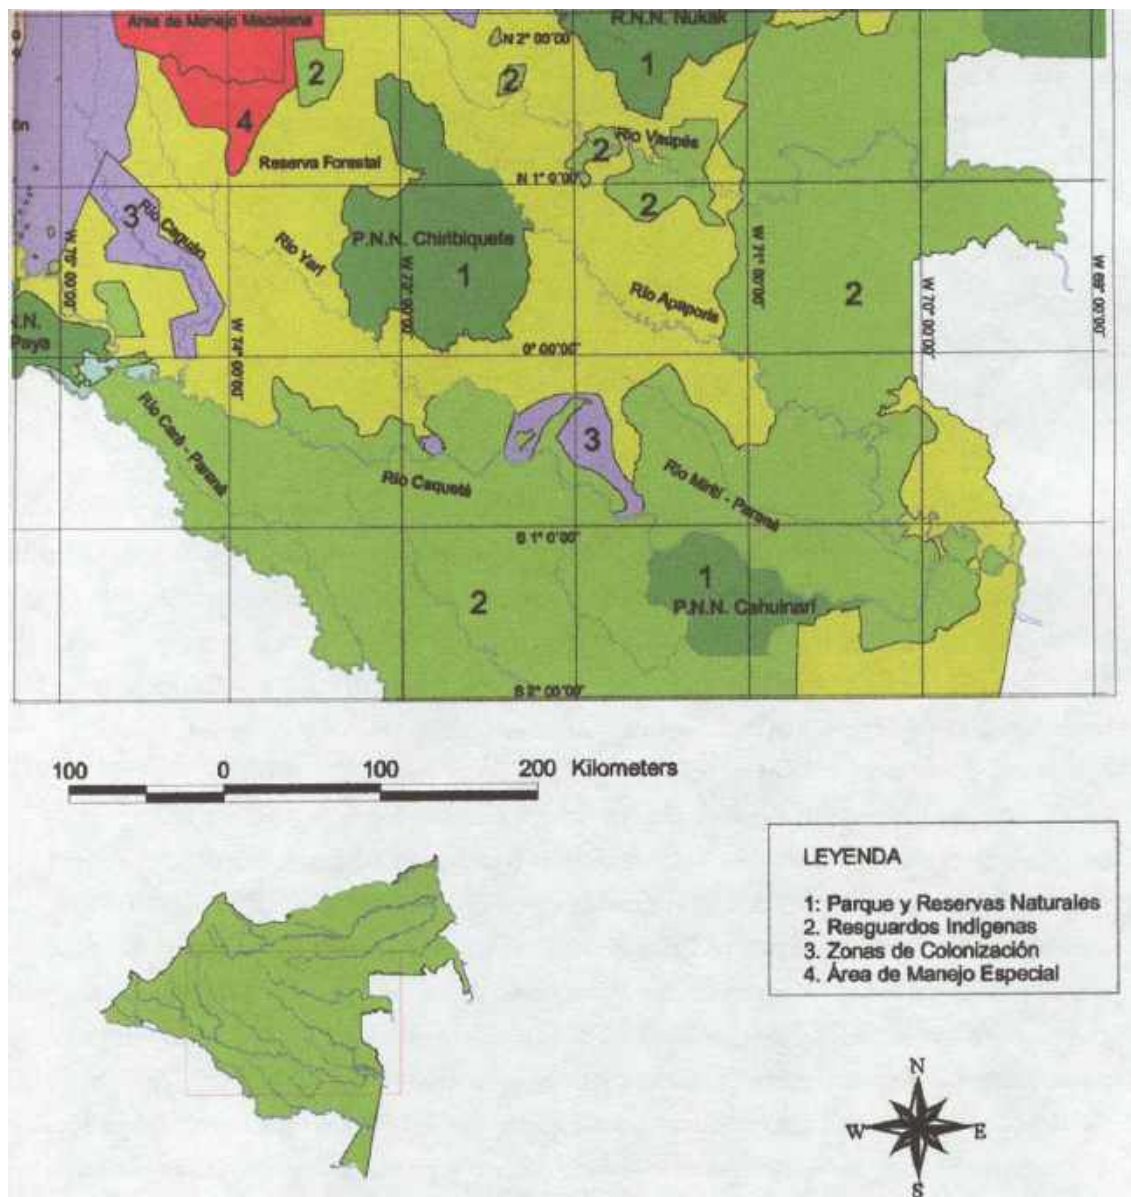 Área de Manejo Macarena
R.N.N. Nukak
N 2° 00'00"
2
1
2
4
Río Vaupés
2
Reserva Forestal
N 1° 0'00"
3
2
Río Caguán
P.N.N. Chiribiquete
Río Yarí
1
W 73° 00'00"
W 71° 00'00"
W 69° 00'00"
Río Apaporis
2
W 70° 00'00"
W 74° 00'00"
0° 00'00"
Paya
Río Cará - Paraná
3
Río Caquetá
Río Mirití - Paraná
S 1° 0'00"
1
2
P.N.N. Cahuinarí
S 2° 00'00"
100 0 100 200 Kilometers
LEYENDA
1: Parque y Reservas Naturales
2. Resguardos Indígenas
3. Zonas de Colonización
4. Área de Manejo Especial
N
W E
S